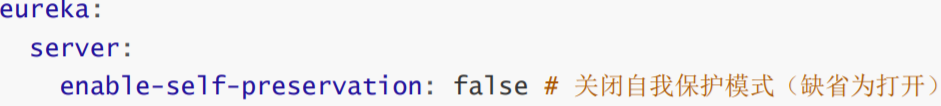 eureka:
  server:
    enable-self-preservation: false # 关闭自我保护模式（缺省为打开）